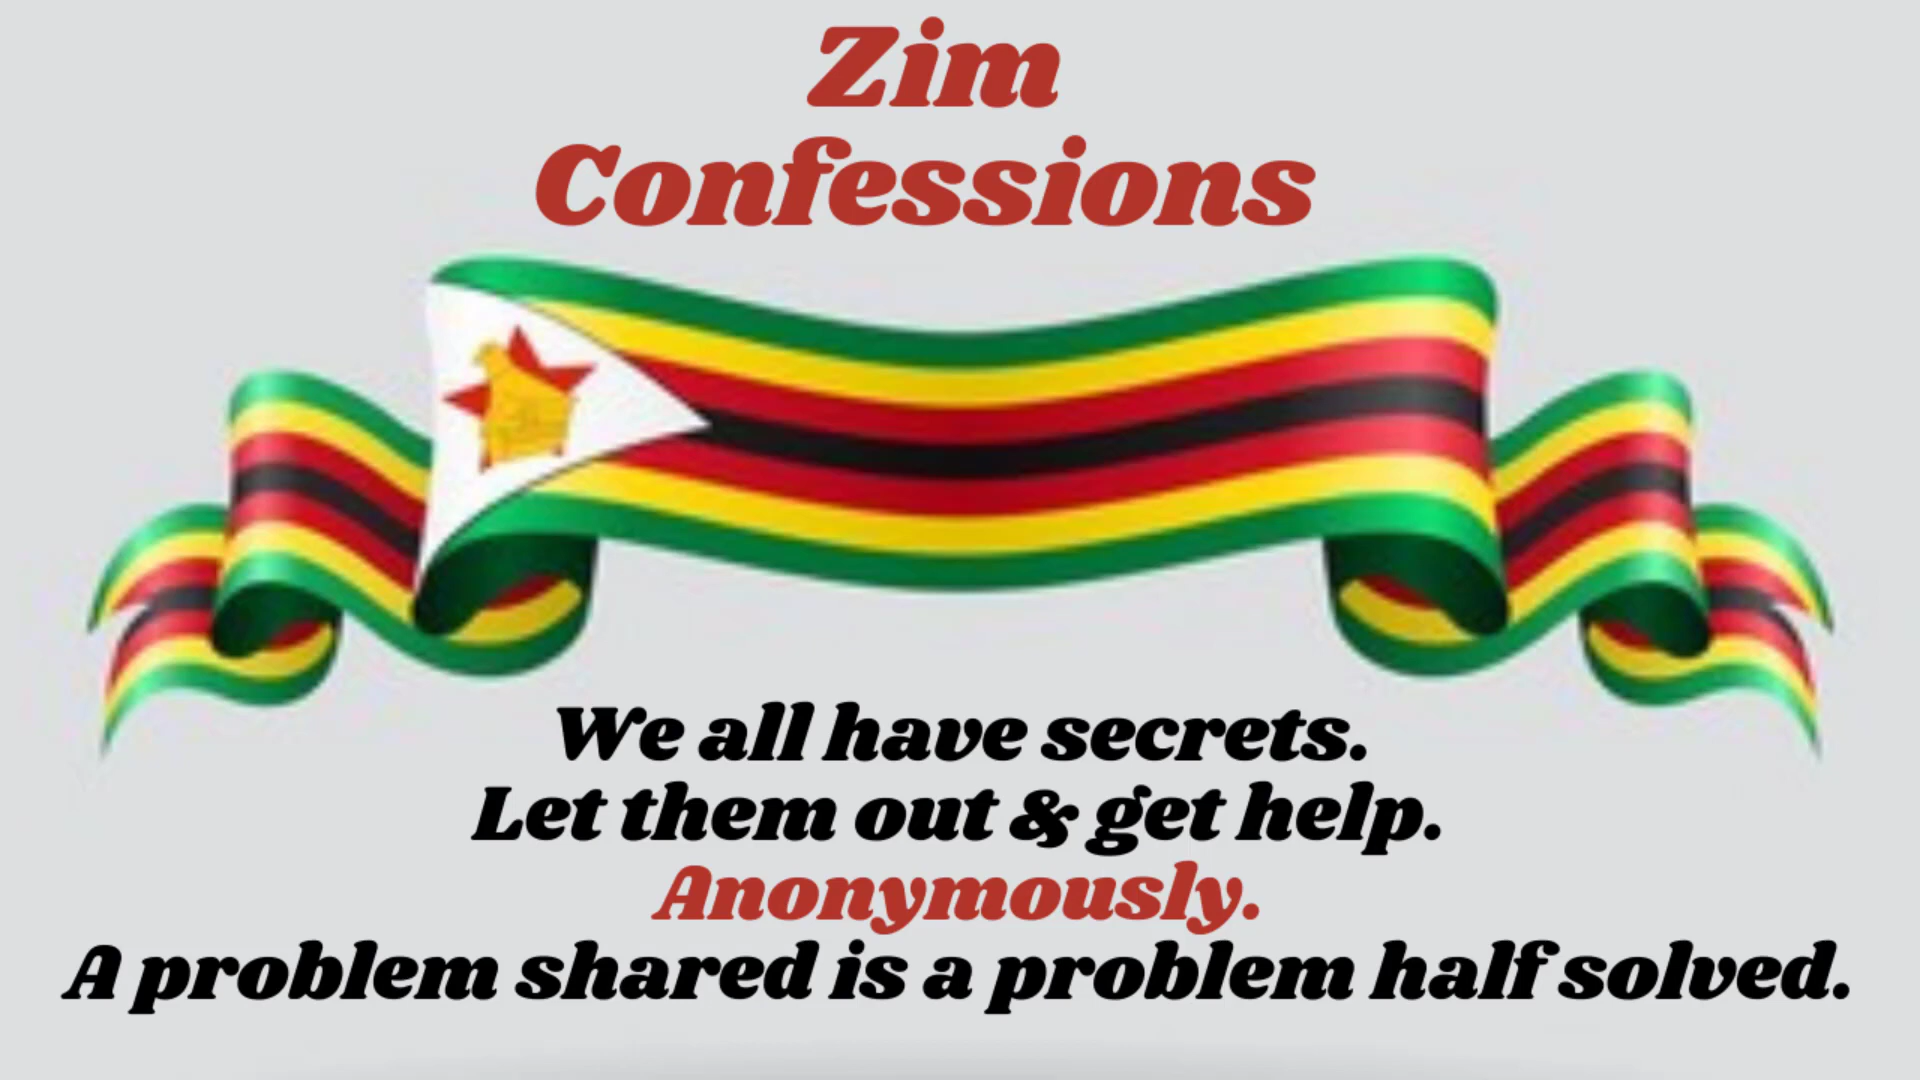 Zim
Confessions
We all have secrets.
Let them out & get help.
Anonymously.
A problem shared is a problem half solved.